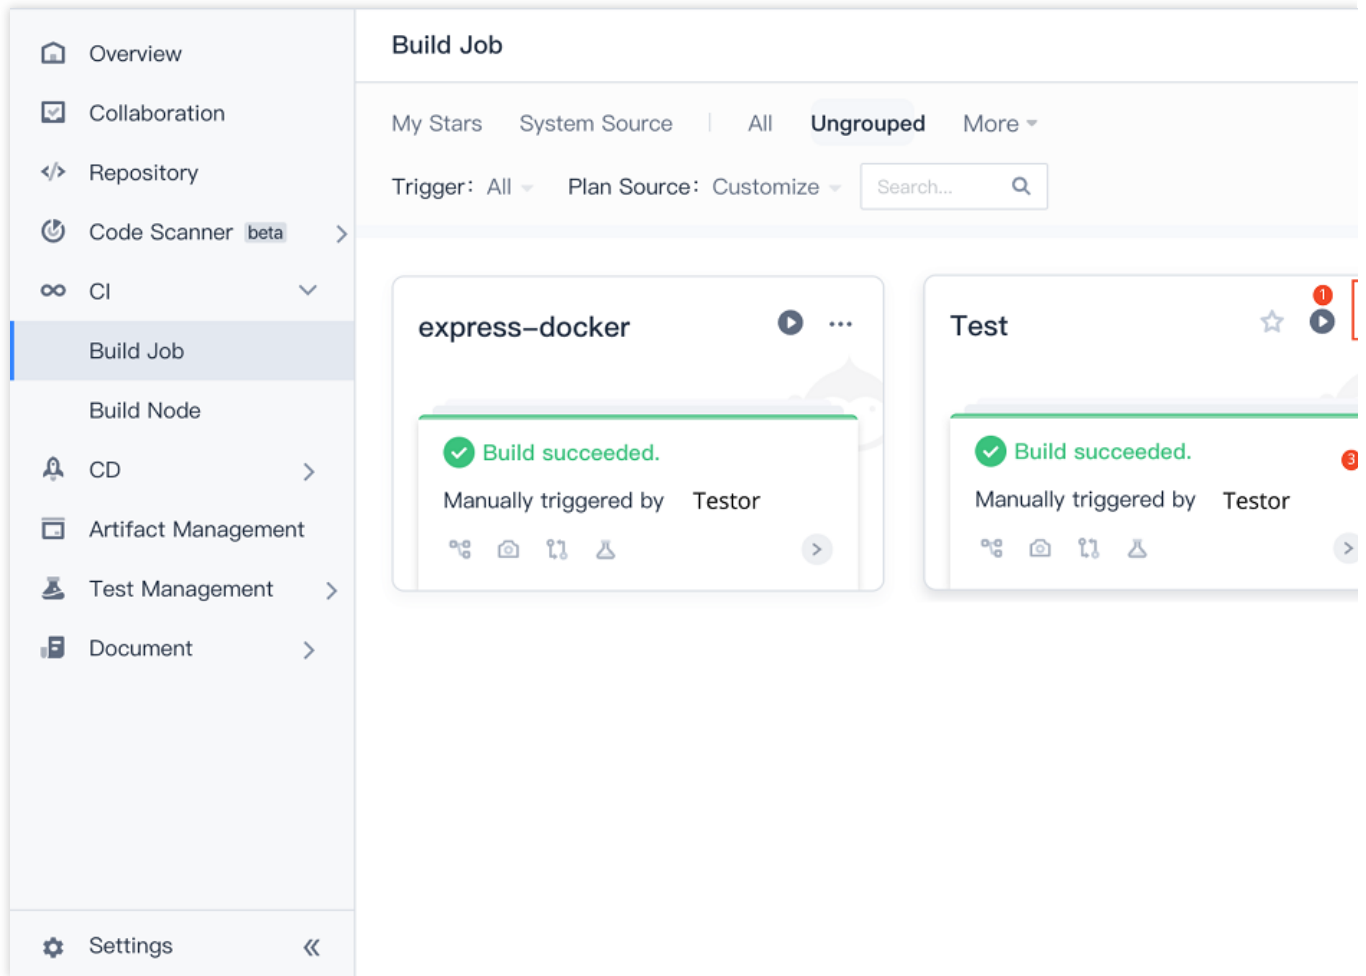 Overview
Collaboration
Repository
Code Scanner beta
CI
Build Job
Build Node
CD
Artifact Management
Test Management
Document
Settings
Build Job
My Stars System Source All Ungrouped More
Trigger: All Plan Source: Customize Search...
express-docker
Build succeeded.
Manually triggered by Testor
Test
1
Build succeeded.
3
Manually triggered by Testor